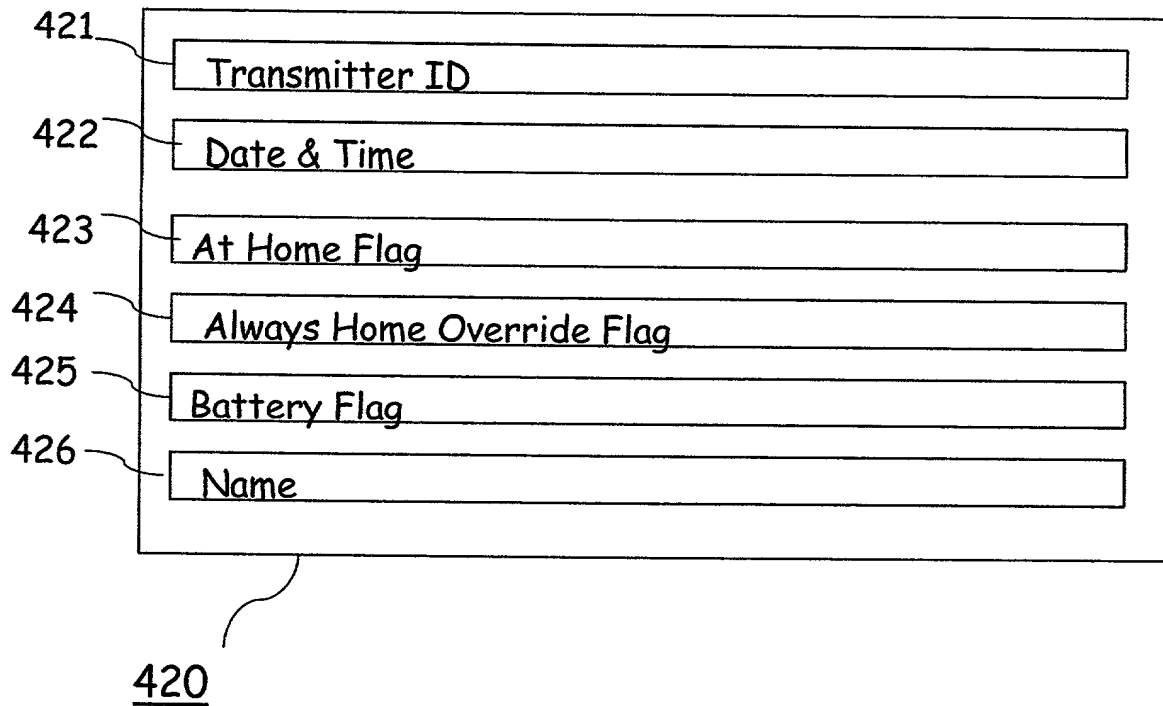 421 Transmitter ID
422 Date & Time
423 At Home Flag
424 Always Home Override Flag
425 Battery Flag
426 Name
420